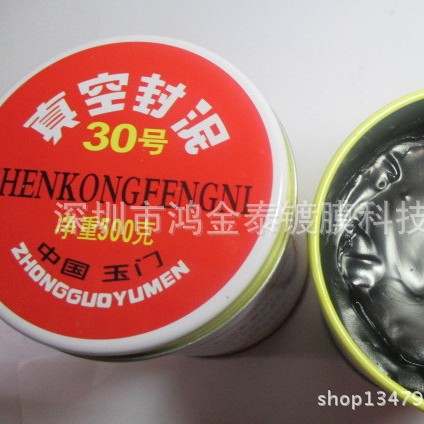 真空封泥
30号
HENKONGFENGNI
深圳市鸿金泰镀膜科技
净重500克
中国 玉门
ZHONGGUOYUMEN
shop13479